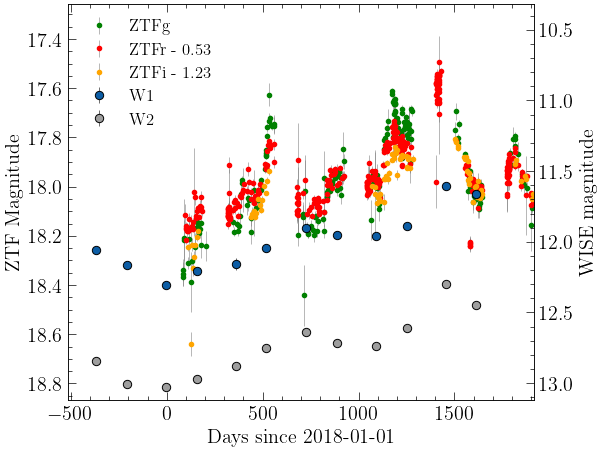 ZTFg
ZTFr - 0.53
ZTFi - 1.23
W1
W2
ZTF Magnitude
17.4
17.6
17.8
18.0
18.2
18.4
18.6
18.8
WISE magnitude
10.5
11.0
11.5
12.0
12.5
13.0
−500
0
500
1000
1500
Days since 2018-01-01